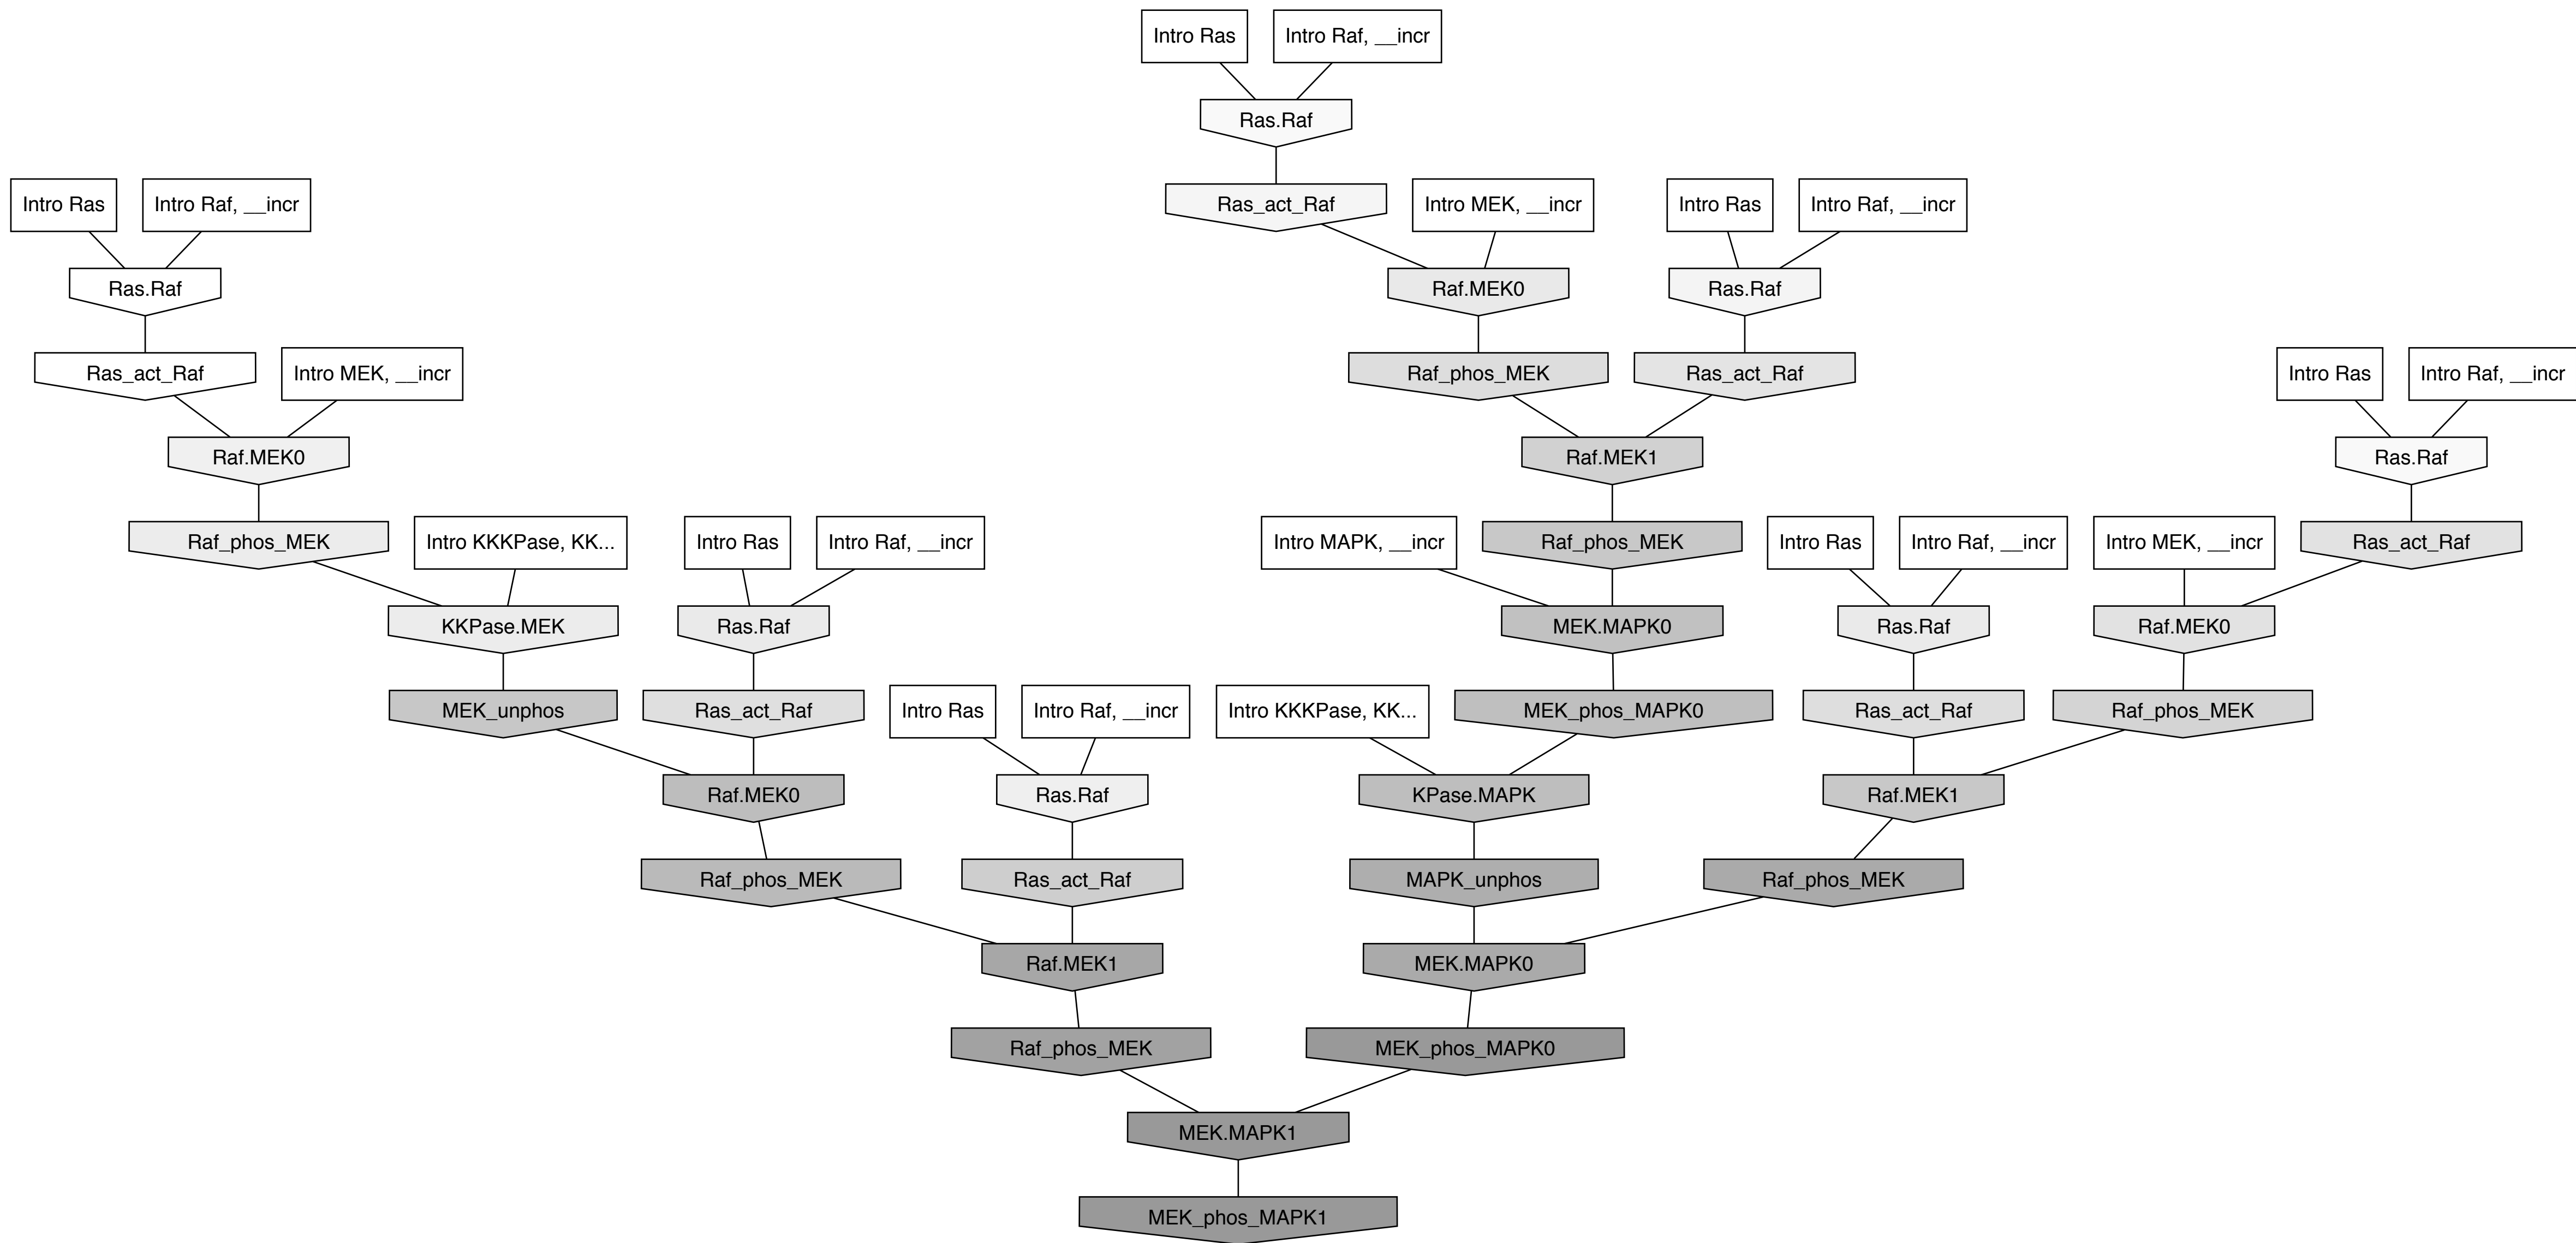 Intro Ras
Intro Raf, __incr
Ras.Raf
Intro Ras
Intro Raf, __incr
Ras_act_Raf
Intro MEK, __incr
Intro Ras
Intro Raf, __incr
Ras.Raf
Raf.MEK0
Ras.Raf
Ras_act_Raf
Intro MEK, __incr
Raf_phos_MEK
Ras_act_Raf
Intro Ras
Intro Raf, __incr
Raf.MEK0
Raf.MEK1
Ras.Raf
Raf_phos_MEK
Intro KKKPase, KK...
Intro Ras
Intro Raf, __incr
Intro MAPK, __incr
Raf_phos_MEK
Intro Ras
Intro Raf, __incr
Intro MEK, __incr
Ras_act_Raf
KKPase.MEK
Ras.Raf
MEK.MAPK0
Ras.Raf
Raf.MEK0
MEK_unphos
Ras_act_Raf
Intro Ras
Intro Raf, __incr
Intro KKKPase, KK...
MEK_phos_MAPK0
Ras_act_Raf
Raf_phos_MEK
Raf.MEK0
Ras.Raf
KPase.MAPK
Raf.MEK1
Raf_phos_MEK
Ras_act_Raf
MAPK_unphos
Raf_phos_MEK
Raf.MEK1
MEK.MAPK0
Raf_phos_MEK
MEK_phos_MAPK0
MEK.MAPK1
MEK_phos_MAPK1